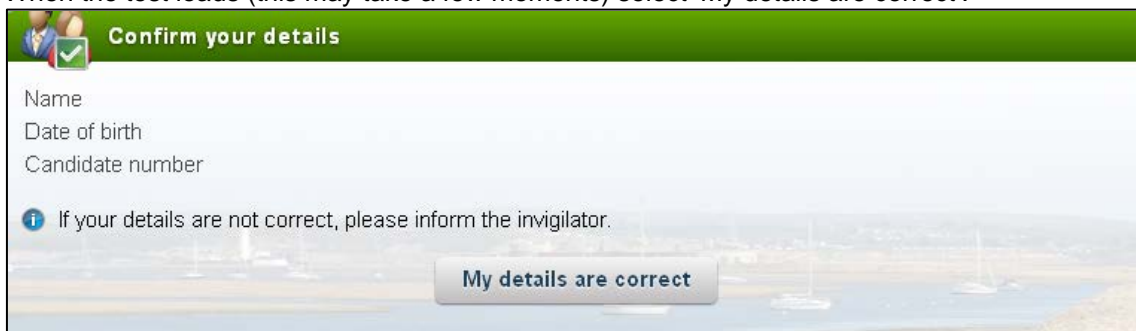 When the test loads (this may take a few moments) select 'My details are correct'.
Confirm your details
Name
Date of birth
Candidate number
If your details are not correct, please inform the invigilator.
My details are correct